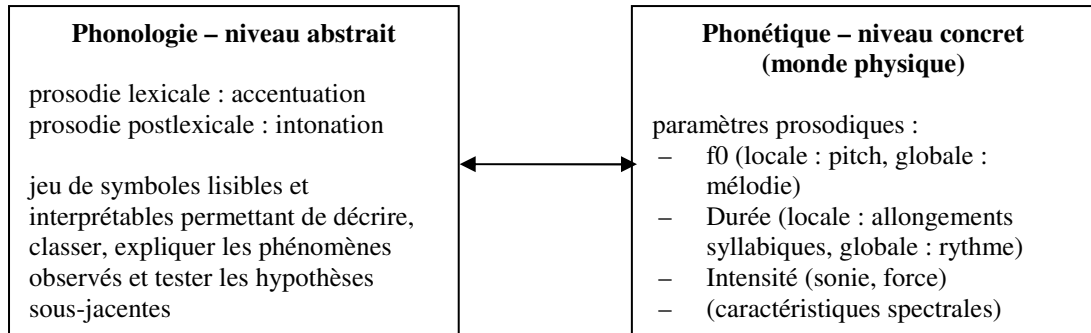 Phonologie – niveau abstrait
prosodie lexicale : accentuation
prosodie postlexicale : intonation
jeu de symboles lisibles et
interprétables permettant de décrire,
classer, expliquer les phénomènes
observés et tester les hypothèses
sous-jacentes
Phonétique – niveau concret
(monde physique)
paramètres prosodiques :
– f0 (locale : pitch, globale :
mélodie)
– Durée (locale : allongements
syllabiques, globale : rythme)
– Intensité (sonie, force)
– (caractéristiques spectrales)